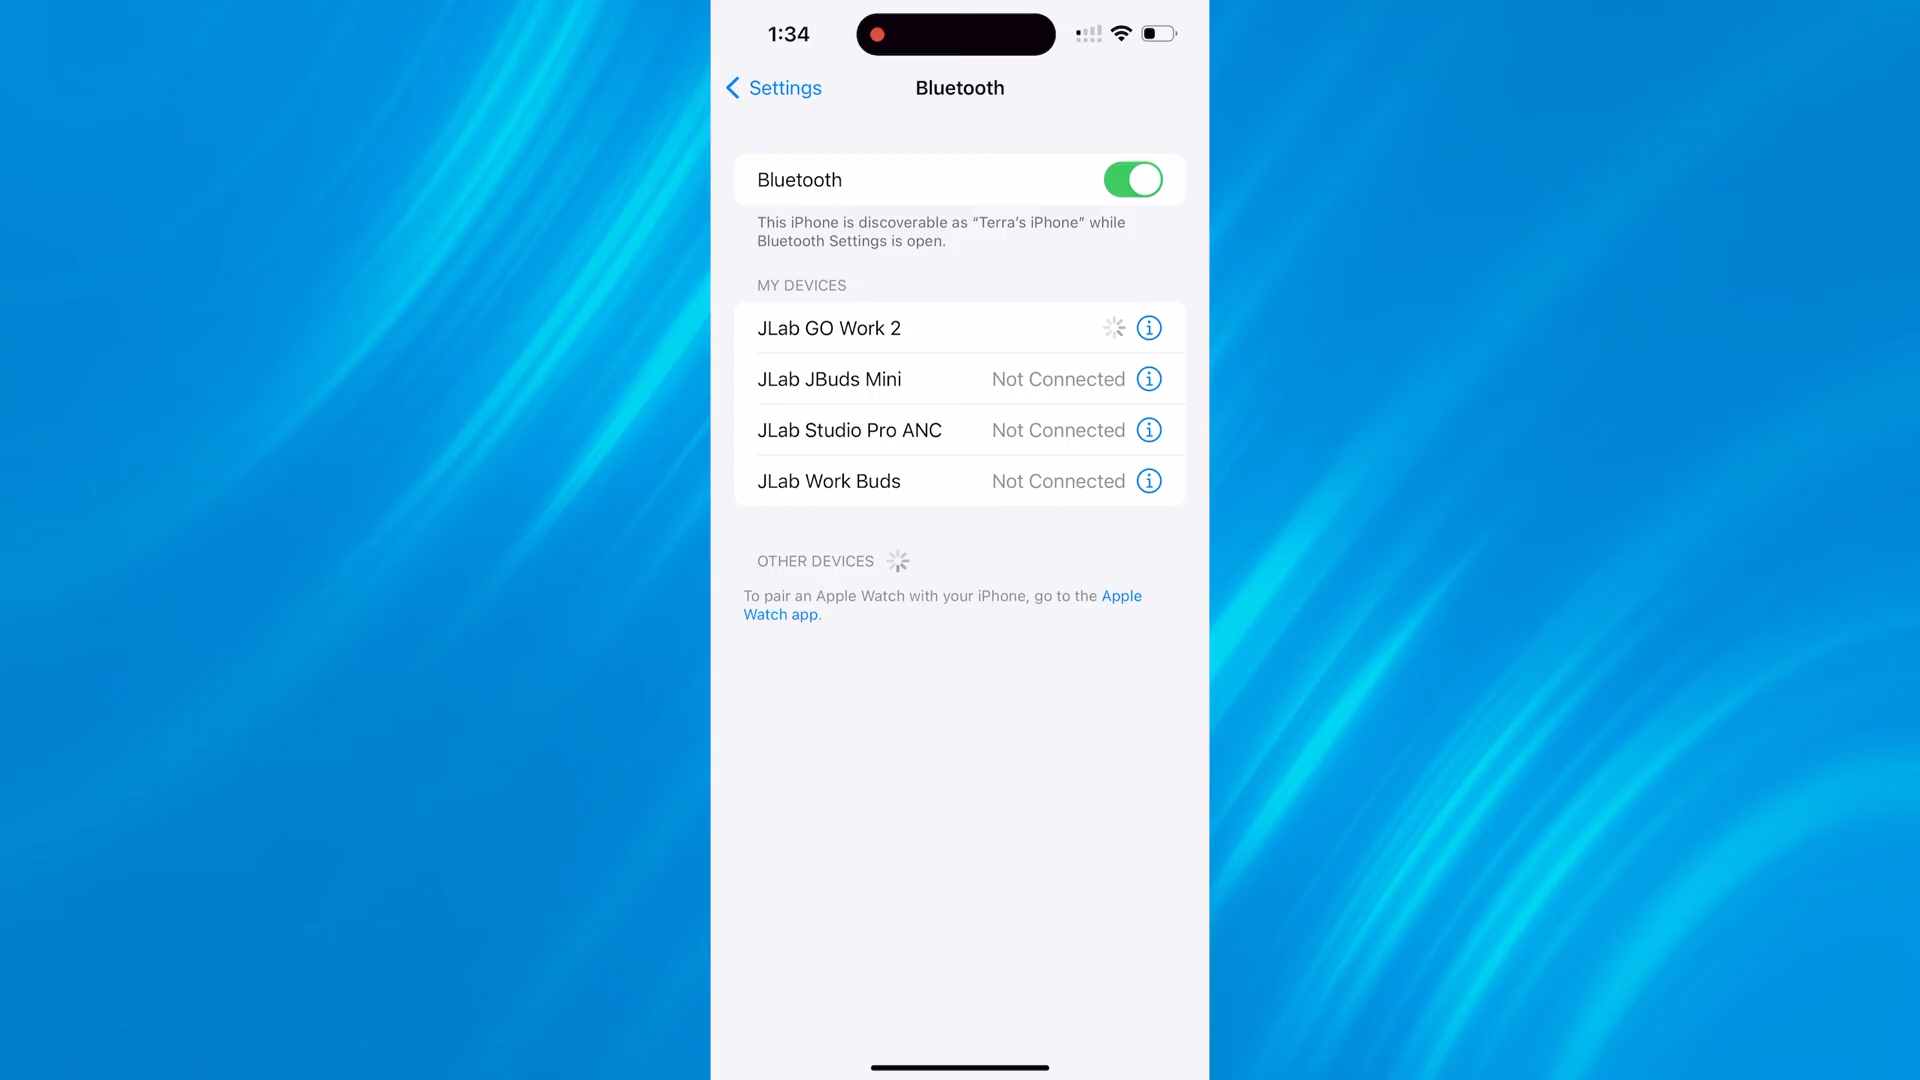 1:34
Settings
Bluetooth
Bluetooth
This iPhone is discoverable as “Terra’s iPhone” while
Bluetooth Settings is open.
MY DEVICES
JLab GO Work 2
JLab JBuds Mini Not Connected
JLab Studio Pro ANC Not Connected
JLab Work Buds Not Connected
OTHER DEVICES
To pair an Apple Watch with your iPhone, go to the Apple
Watch app.